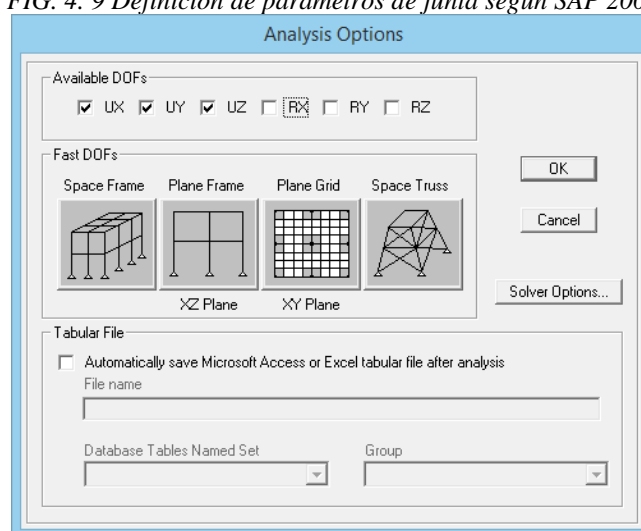 FIG. 4. 9 Definición de parámetros de junta según SAP 200
Analysis Options
Available DOFs
UX UY UZ RX RY RZ
Fast DOFs
Space Frame Plane Frame Plane Grid Space Truss
XZ Plane XY Plane
OK
Cancel
Solver Options...
Tabular File
Automatically save Microsoft Access or Excel tabular file after analysis
File name
Database Tables Named Set Group